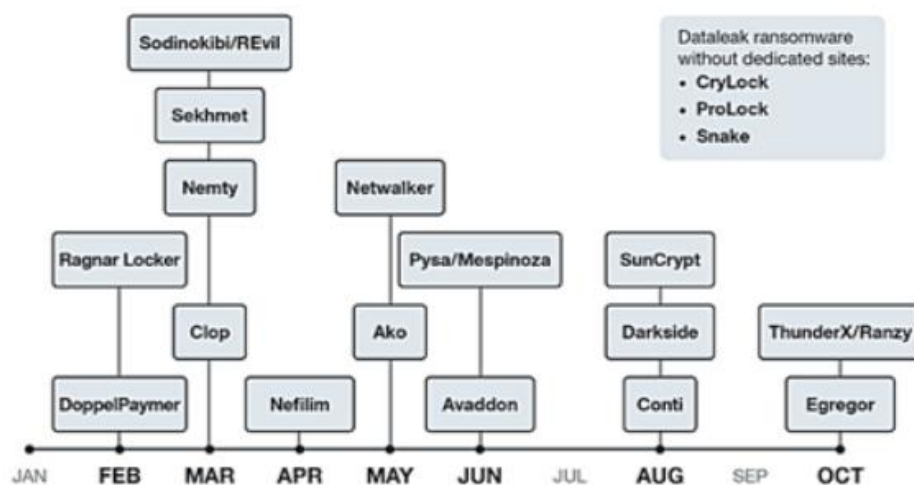 Sodinokibi/REvil
Dataleak ransomware
without dedicated sites:
• CryLock
• ProLock
• Snake
Sekhmet
Nemty
Netwalker
Ragnar Locker
Pysa/Mespinoza
SunCrypt
Clop
Ako
Darkside
ThunderX/Ranzy
DoppelPaymer
Nefilim
Avaddon
Conti
Egregor
JAN
FEB
MAR
APR
MAY
JUN
JUL
AUG
SEP
OCT